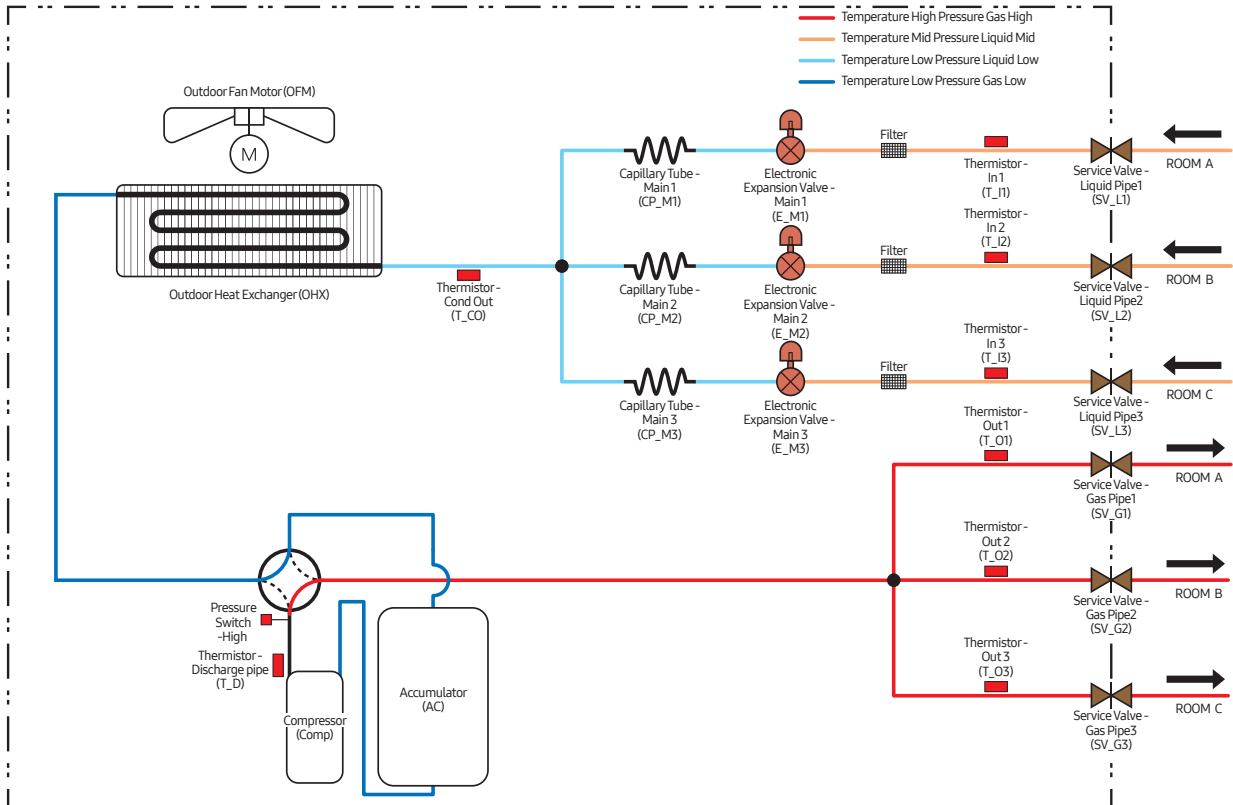 Temperature High Pressure Gas High
Temperature Mid Pressure Liquid Mid
Temperature Low Pressure Liquid Low
Temperature Low Pressure Gas Low
Outdoor Fan Motor (OFM)
M
Outdoor Heat Exchanger (OHX)
Thermistor -
Cond Out
(T_CO)
Capillary Tube -
Main 1
(CP_M1)
Electronic
Expansion Valve -
Main 1
(E_M1)
Filter
Thermistor-
In 1
(T_I1)
Service Valve -
Liquid Pipe1
(SV_L1)
ROOM A
Capillary Tube -
Main 2
(CP_M2)
Electronic
Expansion Valve -
Main 2
(E_M2)
Filter
Thermistor-
In 2
(T_I2)
Service Valve -
Liquid Pipe2
(SV_L2)
ROOM B
Capillary Tube -
Main 3
(CP_M3)
Electronic
Expansion Valve -
Main 3
(E_M3)
Filter
Thermistor-
In 3
(T_I3)
Service Valve -
Liquid Pipe3
(SV_L3)
ROOM C
Thermistor-
Out 1
(T_O1)
Service Valve -
Gas Pipe1
(SV_G1)
ROOM A
Thermistor-
Out 2
(T_O2)
Service Valve -
Gas Pipe2
(SV_G2)
ROOM B
Thermistor-
Out 3
(T_O3)
Service Valve -
Gas Pipe3
(SV_G3)
ROOM C
Pressure
Switch
-High
Thermistor -
Discharge pipe
(T_D)
Compressor
(Comp)
Accumulator
(AC)